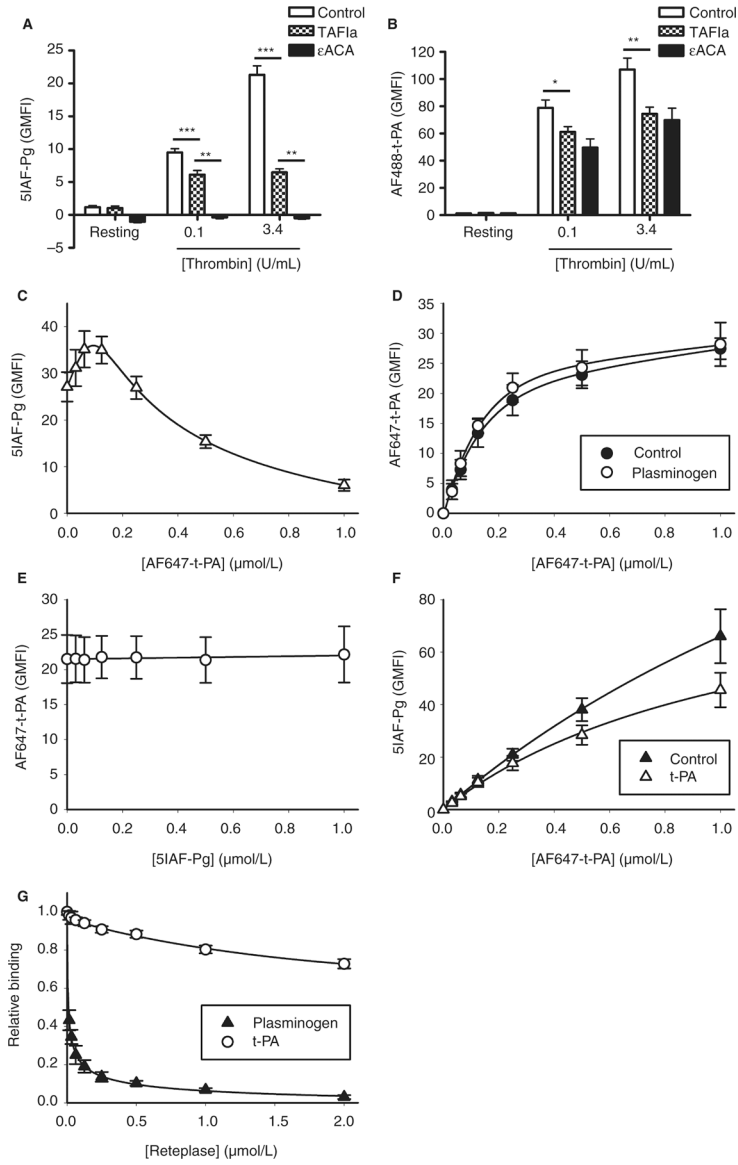 A
Control
TAFIa
εACA
5IAF-Pg (GMFI)
25
20
15
10
5
0
–5
***
**
***
**
Resting
0.1
3.4
[Thrombin] (U/mL)
B
Control
TAFIa
εACA
AF488-t-PA (GMFI)
120
100
80
60
40
20
0
*
**
Resting
0.1
3.4
[Thrombin] (U/mL)
C
5IAF-Pg (GMFI)
40
30
20
10
0
0.0 0.2 0.4 0.6 0.8 1.0
[AF647-t-PA] (µmol/L)
D
AF647-t-PA (GMFI)
35
30
25
20
15
10
5
0
Control
Plasminogen
0.0 0.2 0.4 0.6 0.8 1.0
[AF647-t-PA] (µmol/L)
E
AF647-t-PA (GMFI)
30
25
20
15
10
5
0
0.0 0.2 0.4 0.6 0.8 1.0
[5IAF-Pg] (µmol/L)
F
5IAF-Pg (GMFI)
80
60
40
20
0
Control
t-PA
0.0 0.2 0.4 0.6 0.8 1.0
[AF647-t-PA] (µmol/L)
G
Relative binding
1.0
0.8
0.6
0.4
0.2
0.0
Plasminogen
t-PA
0.0 0.5 1.0 1.5 2.0
[Reteplase] (µmol/L)